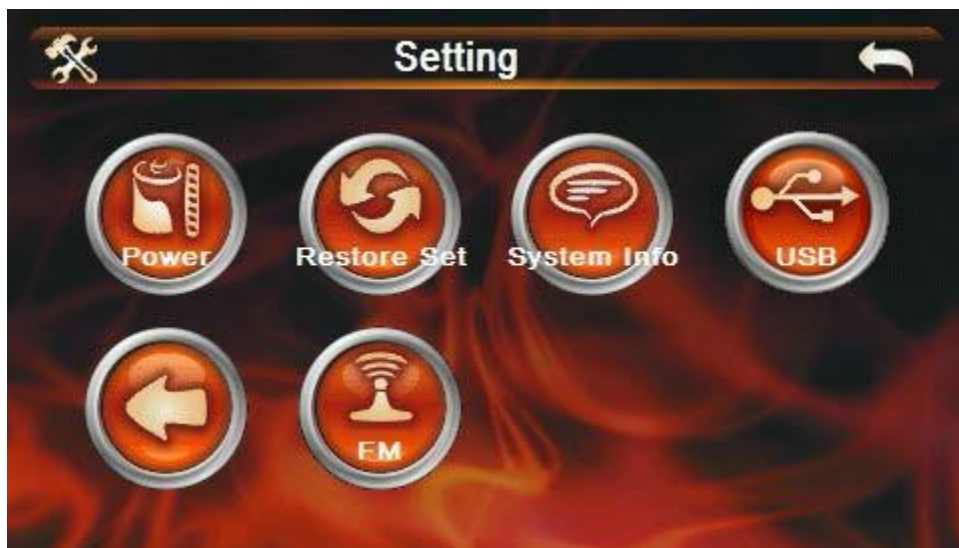 Setting
Power
Restore Set
System Info
USB
FM